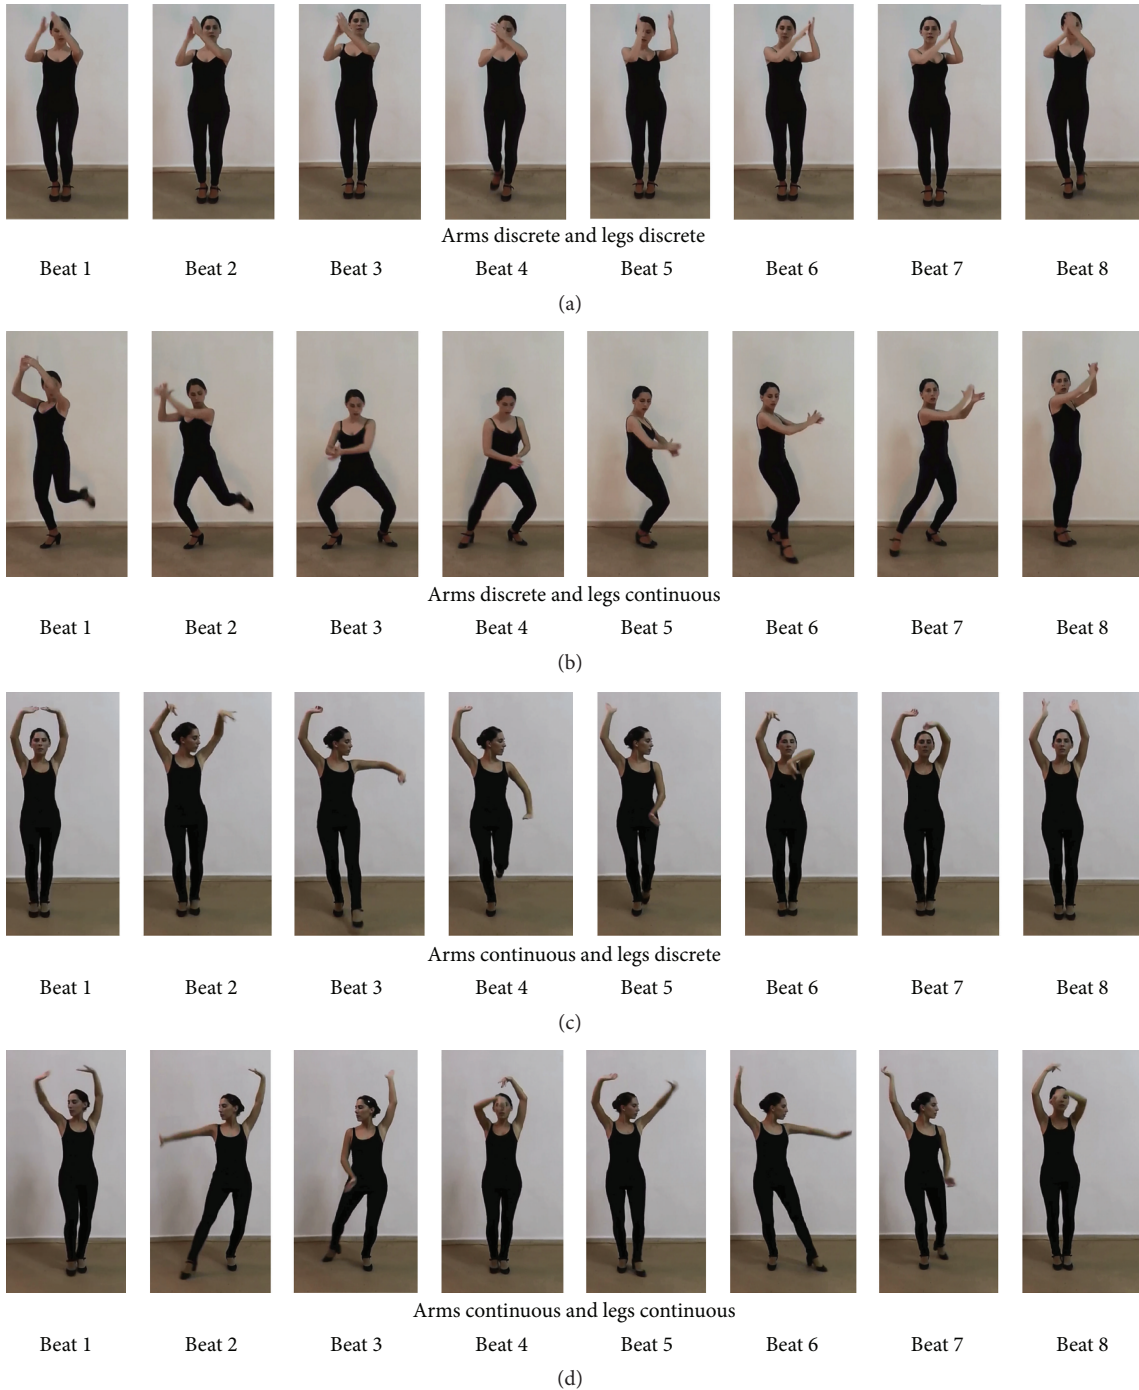 Arms discrete and legs discrete
Beat 1 Beat 2 Beat 3 Beat 4 Beat 5 Beat 6 Beat 7 Beat 8
(a)
Arms discrete and legs continuous
Beat 1 Beat 2 Beat 3 Beat 4 Beat 5 Beat 6 Beat 7 Beat 8
(b)
Arms continuous and legs discrete
Beat 1 Beat 2 Beat 3 Beat 4 Beat 5 Beat 6 Beat 7 Beat 8
(c)
Arms continuous and legs continuous
Beat 1 Beat 2 Beat 3 Beat 4 Beat 5 Beat 6 Beat 7 Beat 8
(d)